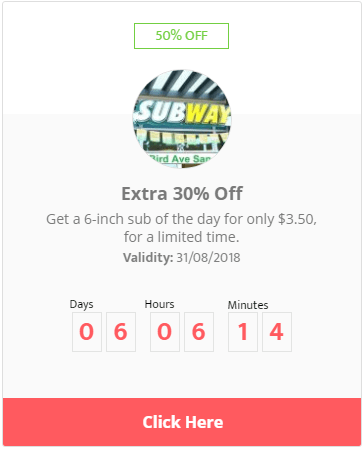 50% OFF
SUBWAY
Bird Ave San
Extra 30% Off
Get a 6-inch sub of the day for only $3.50,
for a limited time.
Validity: 31/08/2018
Days Hours Minutes
0 6 0 6 1 4
Click Here